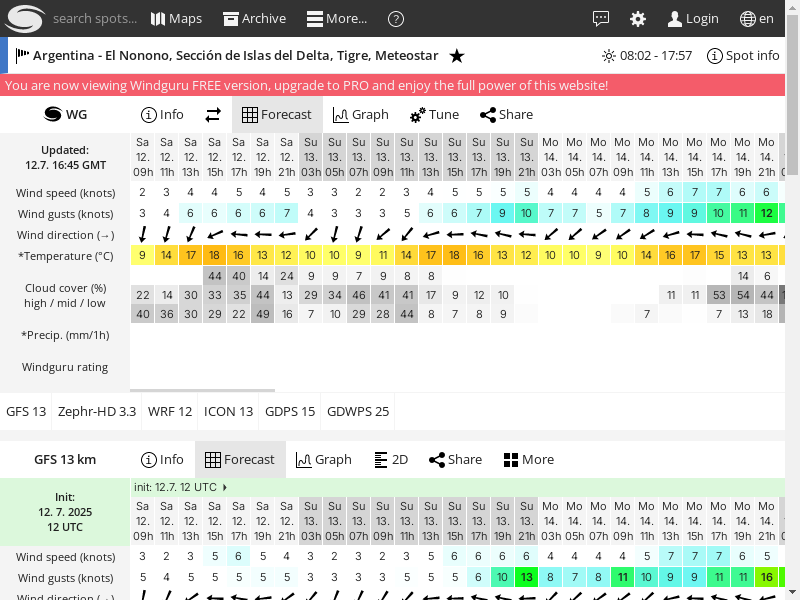 search spots... Maps Archive More... ? Login en
Argentina - El Nonono, Sección de Islas del Delta, Tigre, Meteostar ★ 08:02 - 17:57 Spot info
You are now viewing Windguru FREE version, upgrade to PRO and enjoy the full power of this website!
WG Info Forecast Graph Tune Share
Updated:
12.7. 16:45 GMT
Sa Sa Sa Sa Sa Sa Sa Su Su Su Su Su Su Su Su Su Mo Mo Mo Mo Mo Mo Mo Mo Mo
12. 12. 12. 12. 12. 12. 12. 13. 13. 13. 13. 13. 13. 13. 13. 13. 14. 14. 14. 14. 14. 14. 14. 14. 14.
09h 11h 13h 15h 17h 19h 21h 03h 05h 07h 09h 11h 13h 15h 17h 19h 21h 03h 05h 07h 09h 11h 13h 15h 17h 19h 21h
Wind speed (knots) 2 3 4 4 5 4 5 3 3 2 2 3 4 5 5 5 5 4 4 4 4 5 6 7 7 6 6
Wind gusts (knots) 3 4 6 6 6 6 7 4 3 3 3 5 6 6 7 9 10 7 7 5 7 8 9 9 10 11 12
Wind direction (→)
*Temperature (°C) 9 14 17 18 16 13 12 10 10 9 11 14 17 18 16 13 12 10 10 9 10 14 16 17 15 13 13
Cloud cover (%)
high / mid / low
44 40 14 24 9 9 7 9 8 8 14 6
22 14 30 33 35 44 13 29 34 46 41 41 17 9 12 10 11 11 53 54 44
40 36 30 29 22 49 16 7 10 29 28 44 8 7 8 9 7 7 13 18
*Precip. (mm/1h)
Windguru rating
GFS 13 Zephr-HD 3.3 WRF 12 ICON 13 GDPS 15 GDWPS 25
GFS 13 km Info Forecast Graph 2D Share More
init: 12.7. 12 UTC
Init:
12. 7. 2025
12 UTC
Sa Sa Sa Sa Sa Sa Sa Su Su Su Su Su Su Su Su Su Su Mo Mo Mo Mo Mo Mo Mo Mo Mo Mo
12. 12. 12. 12. 12. 12. 12. 13. 13. 13. 13. 13. 13. 13. 13. 13. 13. 14. 14. 14. 14. 14. 14. 14. 14. 14. 14.
09h 11h 13h 15h 17h 19h 21h 03h 05h 07h 09h 11h 13h 15h 17h 19h 21h 03h 05h 07h 09h 11h 13h 15h 17h 19h 21h
Wind speed (knots) 3 2 3 5 6 5 4 3 2 3 2 3 5 6 6 6 6 4 4 4 4 5 7 7 7 6 5
Wind gusts (knots) 5 4 5 5 5 5 5 3 3 3 3 5 5 5 6 10 13 8 7 8 11 10 9 9 11 11 16
Wind direction (→)